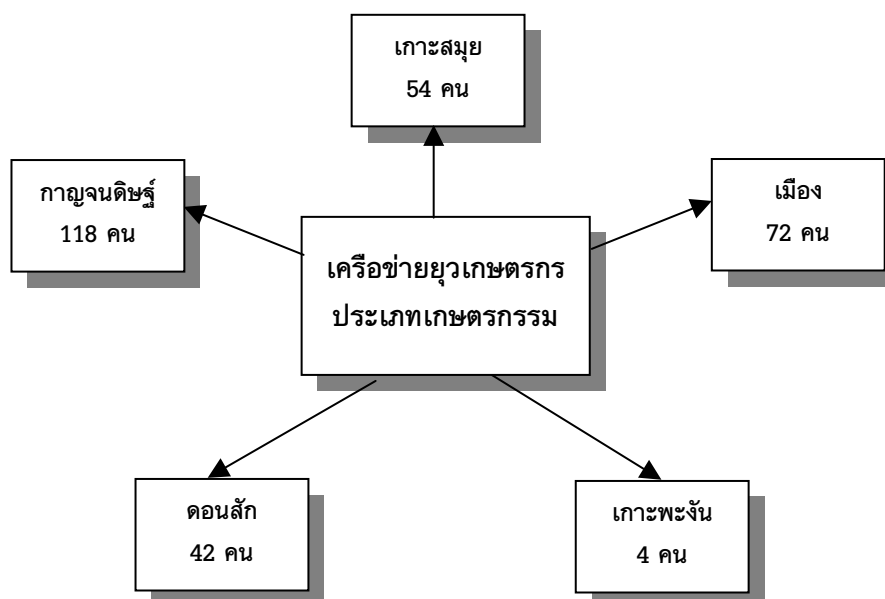 เกาะสมุย
54 คน
กาญจนดิษฐ์
118 คน
เมือง
72 คน
เครือข่ายยุวเกษตรกร
ประเภทเกษตรกรรม
ดอนสัก
42 คน
เกาะพะงัน
4 คน